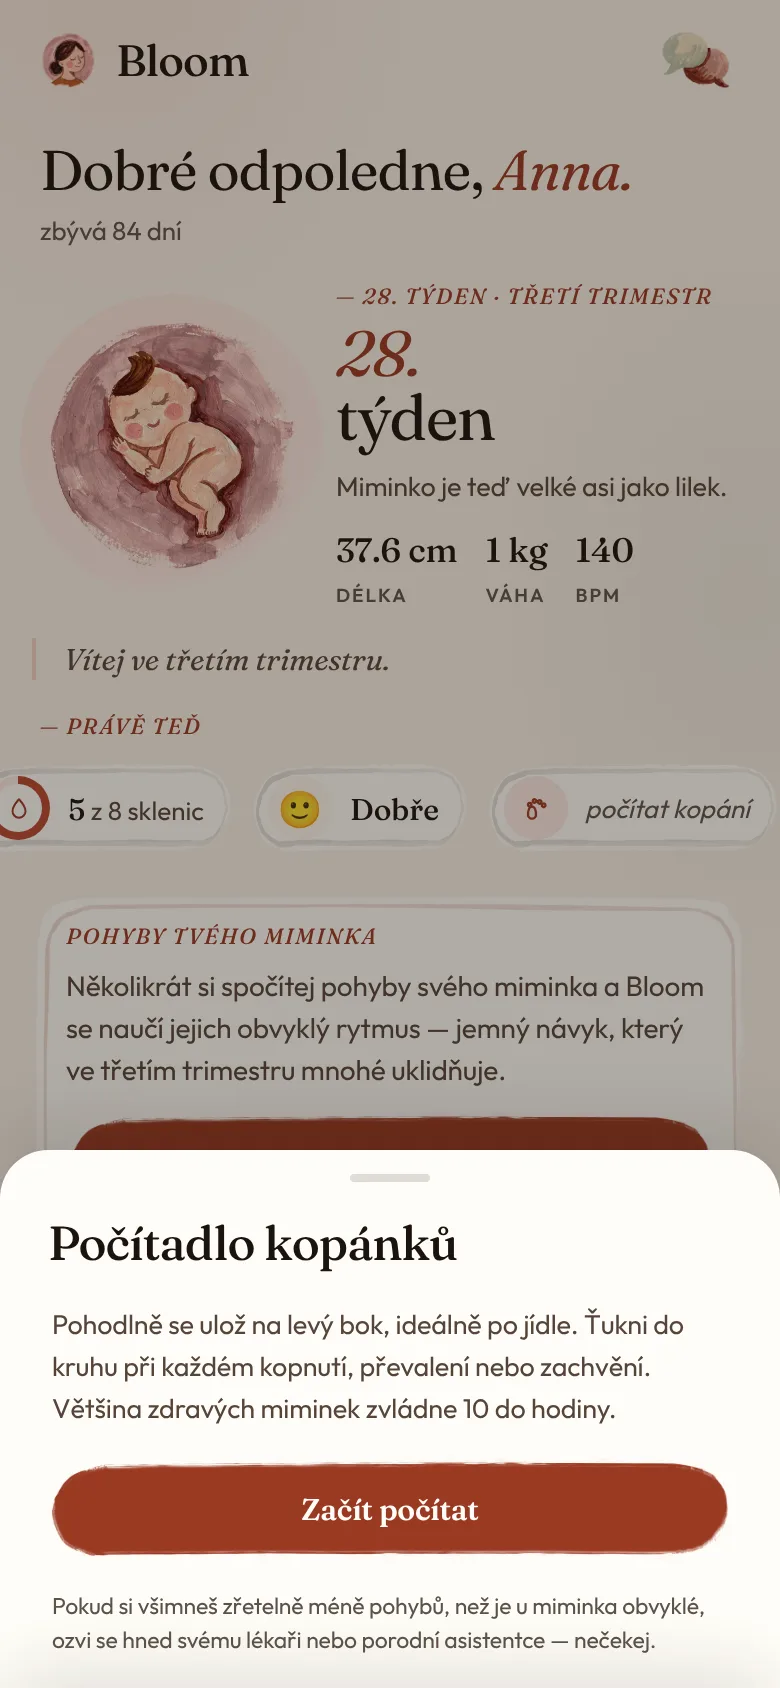 Bloom
Dobré odpoledne, Anna.
zbývá 84 dní
— 28. TÝDEN · TŘETÍ TRIMESTR
28.
týden
Miminko je teď velké asi jako lilek.
37.6 cm 1 kg 140
DÉLKA VÁHA BPM
Vítej ve třetím trimestru.
— PRÁVĚ TEĎ
5 z 8 sklenic Dobře počítat kopání
POHYBY TVÉHO MIMINKA
Několikrát si spočítej pohyby svého miminka a Bloom
se naučí jejich obvyklý rytmus — jemný návyk, který
ve třetím trimestru mnohé uklidňuje.
Počítadlo kopánků
Pohodlně se ulož na levý bok, ideálně po jídle. Ťukni do
kruhu při každém kopnutí, převalení nebo zachvění.
Většina zdravých miminek zvládne 10 do hodiny.
Začít počítat
Pokud si všimneš zřetelně méně pohybů, než je u miminka obvyklé,
ozvi se hned svému lékaři nebo porodní asistentce — nečekej.